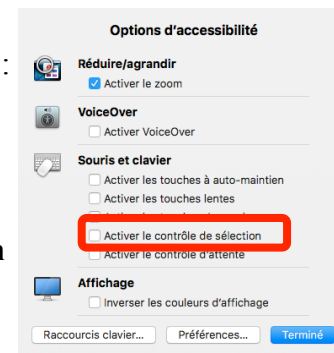 Options d'accessibilité
:
Réduire/agrandir
Activer le zoom
VoiceOver
Activer VoiceOver
Souris et clavier
Activer les touches à auto-maintien
Activer les touches lentes
Activer le contrôle de sélection
Activer le contrôle d'attente
Affichage
Inverser les couleurs d'affichage
Raccourcis clavier... Préférences... Terminé